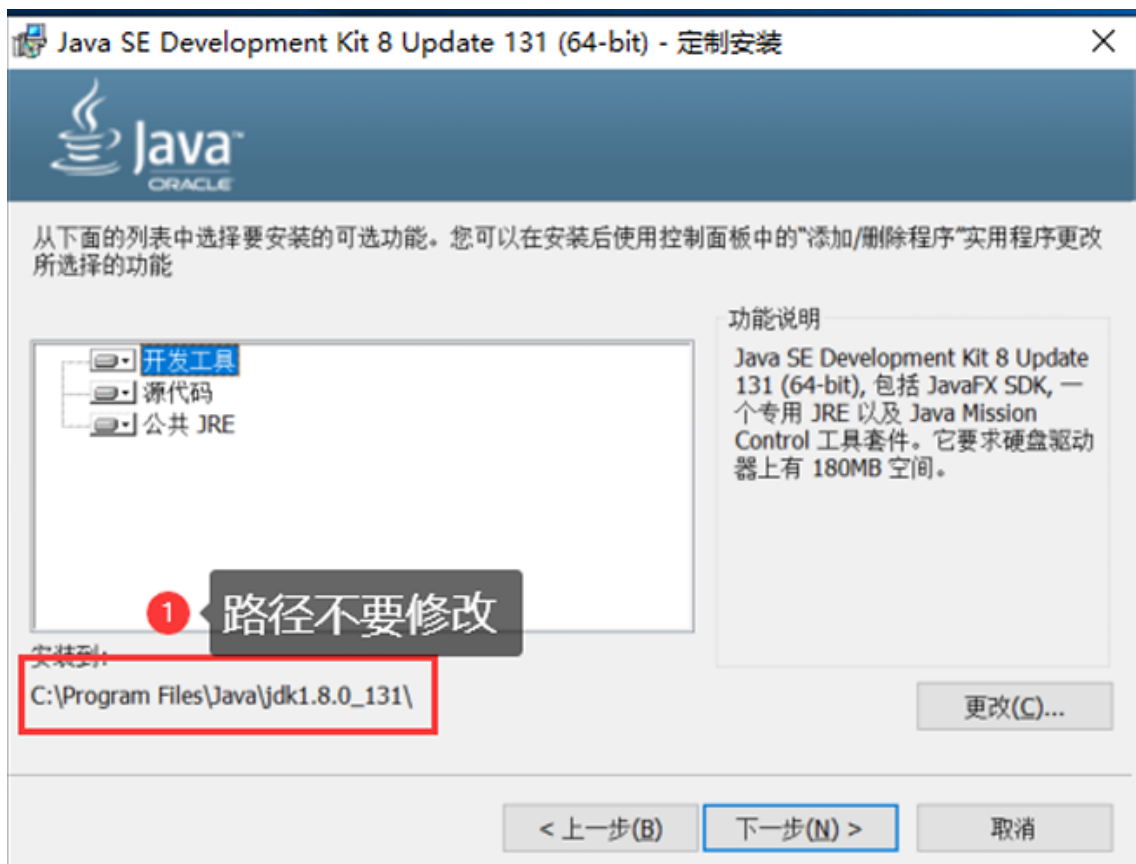 Java SE Development Kit 8 Update 131 (64-bit) - 定制安装
Java™
ORACLE
从下面的列表中选择要安装的可选功能。您可以在安装后使用控制面板中的"添加/删除程序"实用程序更改
所选择的功能
功能说明
开发工具
源代码
公共 JRE
Java SE Development Kit 8 Update
131 (64-bit), 包括 JavaFX SDK, 一
个专用 JRE 以及 Java Mission
Control 工具套件。它要求硬盘驱动
器上有 180MB 空间。
1 路径不要修改
安装到:
C:\Program Files\Java\jdk1.8.0_131\
更改(C)...
< 上一步(B)
下一步(N) >
取消